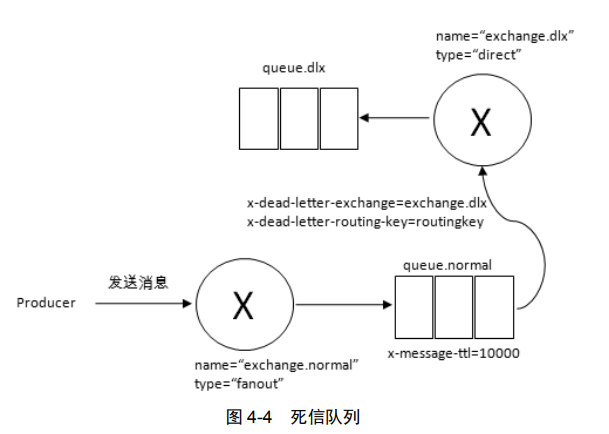 name=“exchange.dlx”
type=“direct”
queue.dlx
X
x-dead-letter-exchange=exchange.dlx
x-dead-letter-routing-key=routingkey
queue.normal
发送消息
Producer
X
x-message-ttl=10000
name=“exchange.normal”
type=“fanout”
图 4-4 死信队列